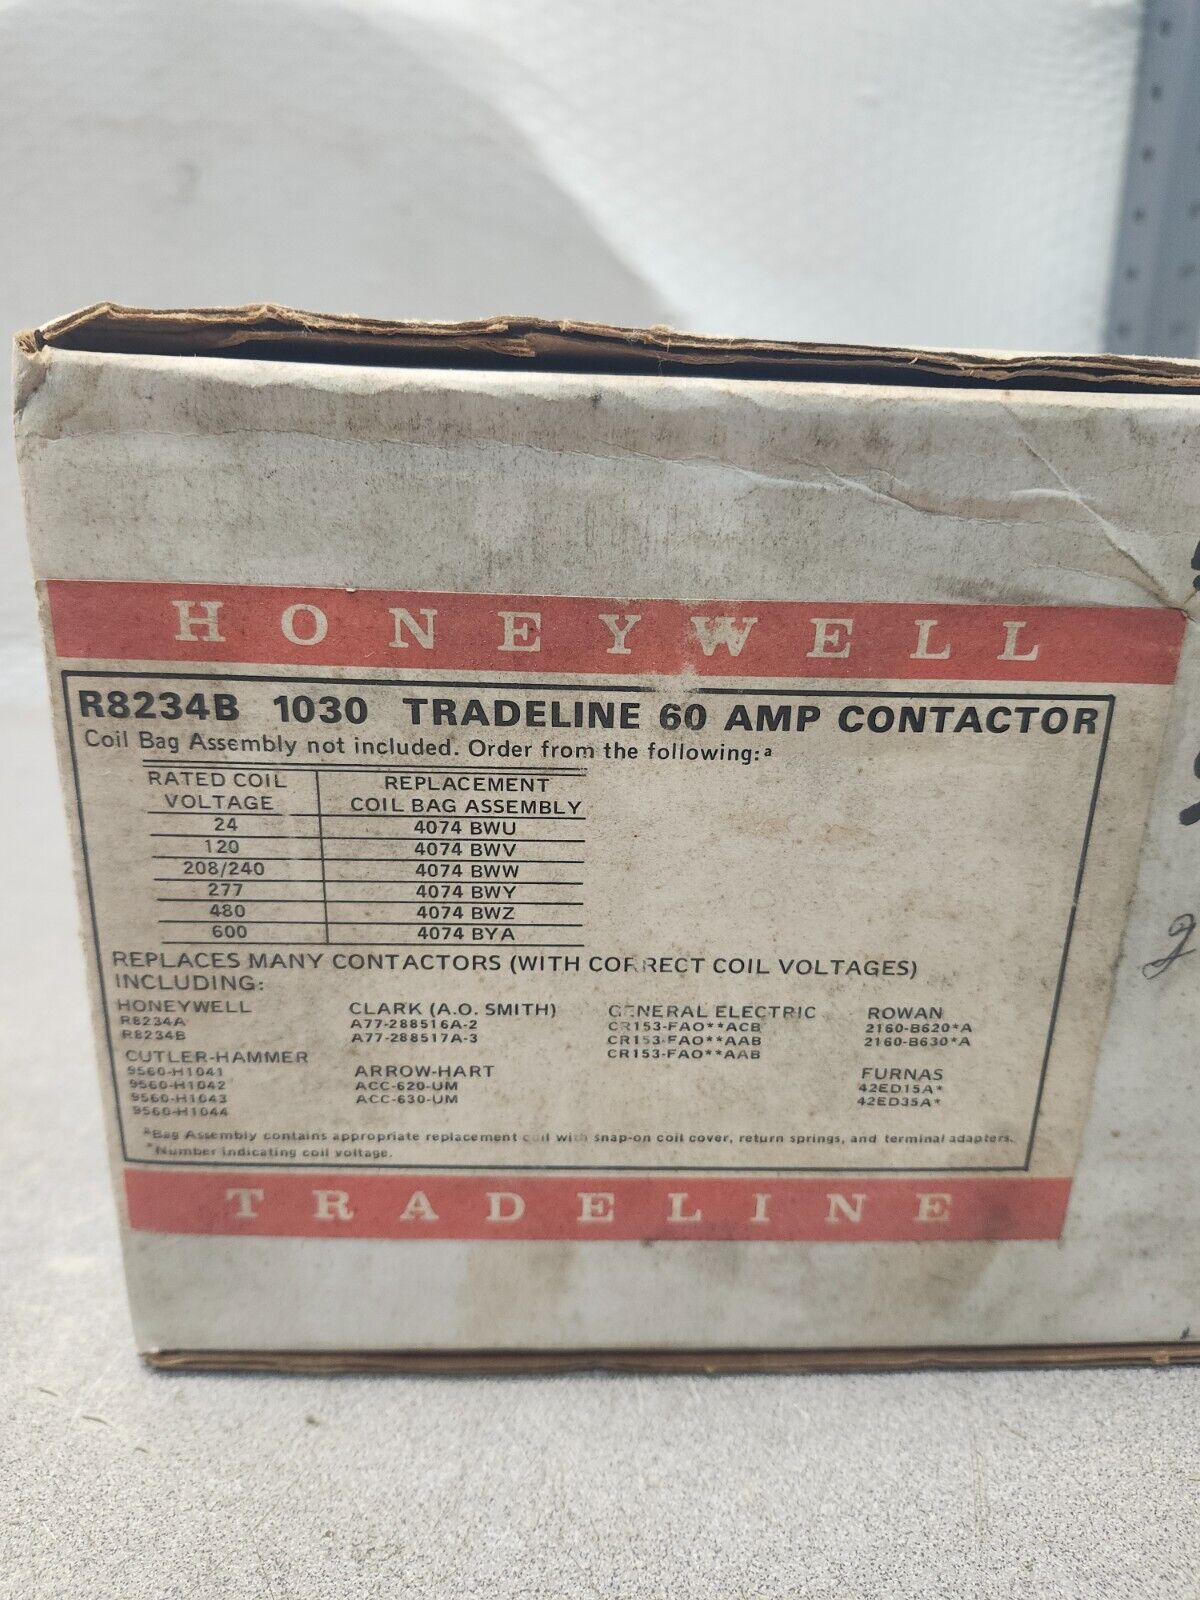 HONEYWELL
R8234B 1030 TRADELINE 60 AMP CONTACTOR
Coil Bag Assembly not included. Order from the following:a
RATED COIL VOLTAGE REPLACEMENT COIL BAG ASSEMBLY
24 4074 BWU
120 4074 BWV
208/240 4074 BWW
277 4074 BWY
480 4074 BWZ
600 4074 BYA
REPLACES MANY CONTACTORS (WITH CORRECT COIL VOLTAGES)
INCLUDING:
HONEYWELL
R8234A
R8234B
CUTLER-HAMMER
9560-H1041
9560-H1042
9560-H1043
9560-H1044
CLARK (A.O. SMITH)
A77-288516A-2
A77-288517A-3
ARROW-HART
ACC-620-UM
ACC-630-UM
GENERAL ELECTRIC
CR153-FAO**ACB
CR153-FAO**AAB
CR153-FAO**AAB
ROWAN
2160-B620*A
2160-B630*A
FURNAS
42ED15A*
42ED35A*
aBag Assembly contains appropriate replacement coil with snap-on coil cover, return springs, and terminal adapters.
*Number indicating coil voltage.
TRADELINE